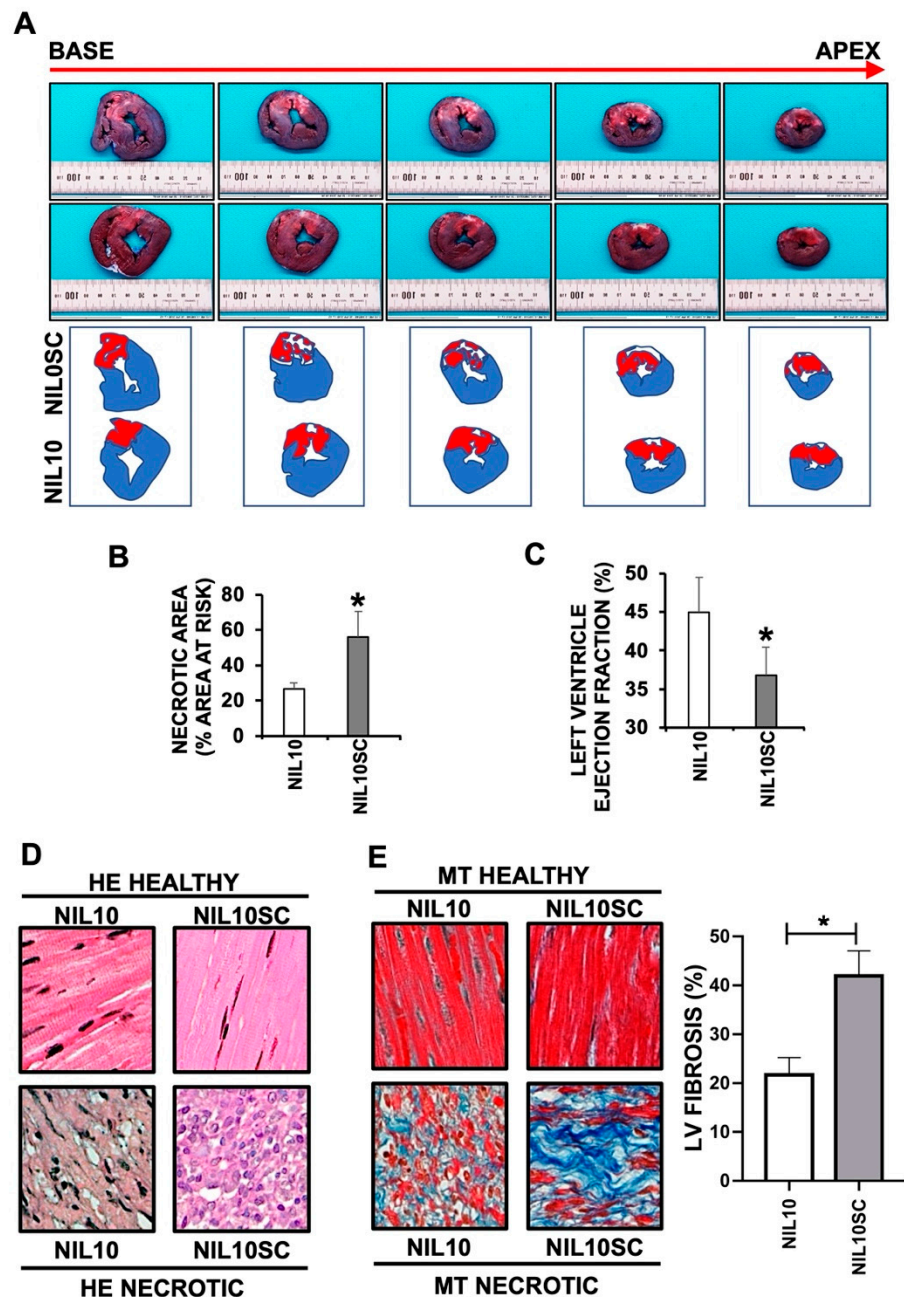 A
BASE APEX
NIL0SC
NIL10
B
NECROTIC AREA
(% AREA AT RISK)
80
60
40
20
0
*
NIL10
NIL10SC
C
LEFT VENTRICLE
EJECTION FRACTION (%)
50
45
40
35
30
*
NIL10
NIL10SC
D
HE HEALTHY
NIL10 NIL10SC
NIL10 NIL10SC
HE NECROTIC
E
MT HEALTHY
NIL10 NIL10SC
NIL10 NIL10SC
MT NECROTIC
LV FIBROSIS (%)
50
40
30
20
10
0
*
NIL10
NIL10SC